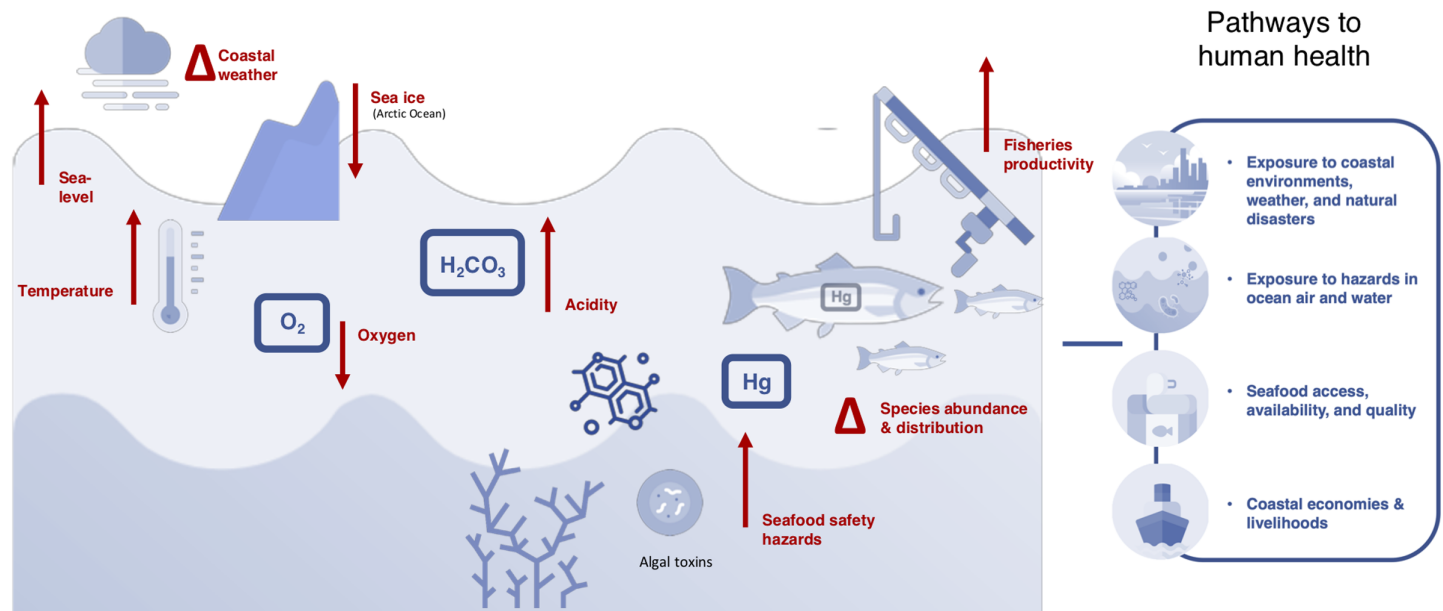 Pathways to
human health
Δ Coastal
weather
Sea ice
(Arctic Ocean)
Sea-
level
Fisheries
productivity
Temperature
O₂
Oxygen
H₂CO₃
Acidity
Hg
Hg
Δ Species abundance
& distribution
Seafood safety
hazards
Algal toxins
• Exposure to coastal
environments,
weather, and natural
disasters
• Exposure to hazards in
ocean air and water
• Seafood access,
availability, and quality
• Coastal economies &
livelihoods